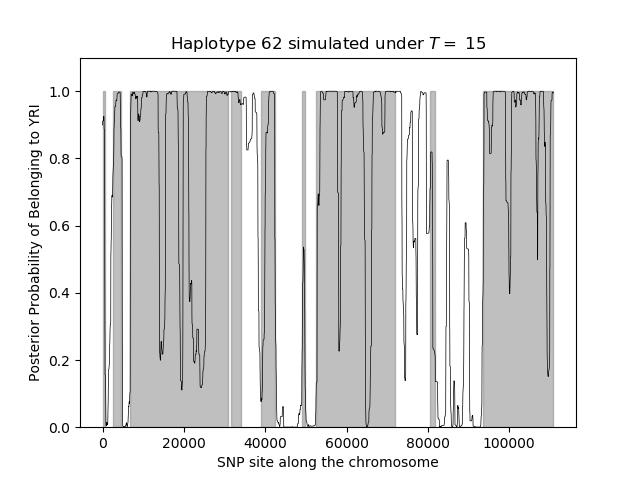 Haplotype 62 simulated under T = 15
Posterior Probability of Belonging to YRI
1.0
0.8
0.6
0.4
0.2
0.0
0 20000 40000 60000 80000 100000
SNP site along the chromosome